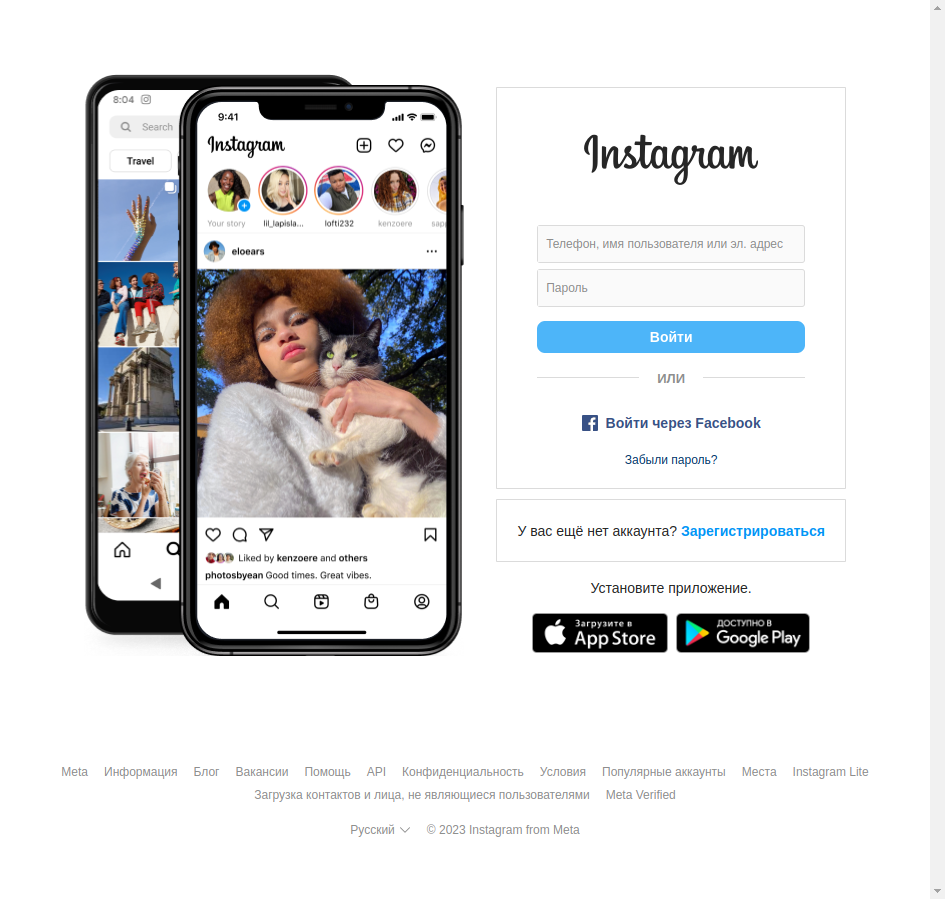 8:04
Search
Travel
9:41
Instagram
Your story lil_lapisla... lofti232 kenzoere sapp
eloears
Liked by kenzoere and others
photosbyean Good times. Great vibes.
Instagram
Телефон, имя пользователя или эл. адрес
Пароль
Войти
ИЛИ
Войти через Facebook
Забыли пароль?
У вас ещё нет аккаунта? Зарегистрироваться
Установите приложение.
Загрузите в
App Store
ДОСТУПНО В
Google Play
Meta Информация Блог Вакансии Помощь API Конфиденциальность Условия Популярные аккаунты Места Instagram Lite
Загрузка контактов и лица, не являющиеся пользователями Meta Verified
Русский © 2023 Instagram from Meta